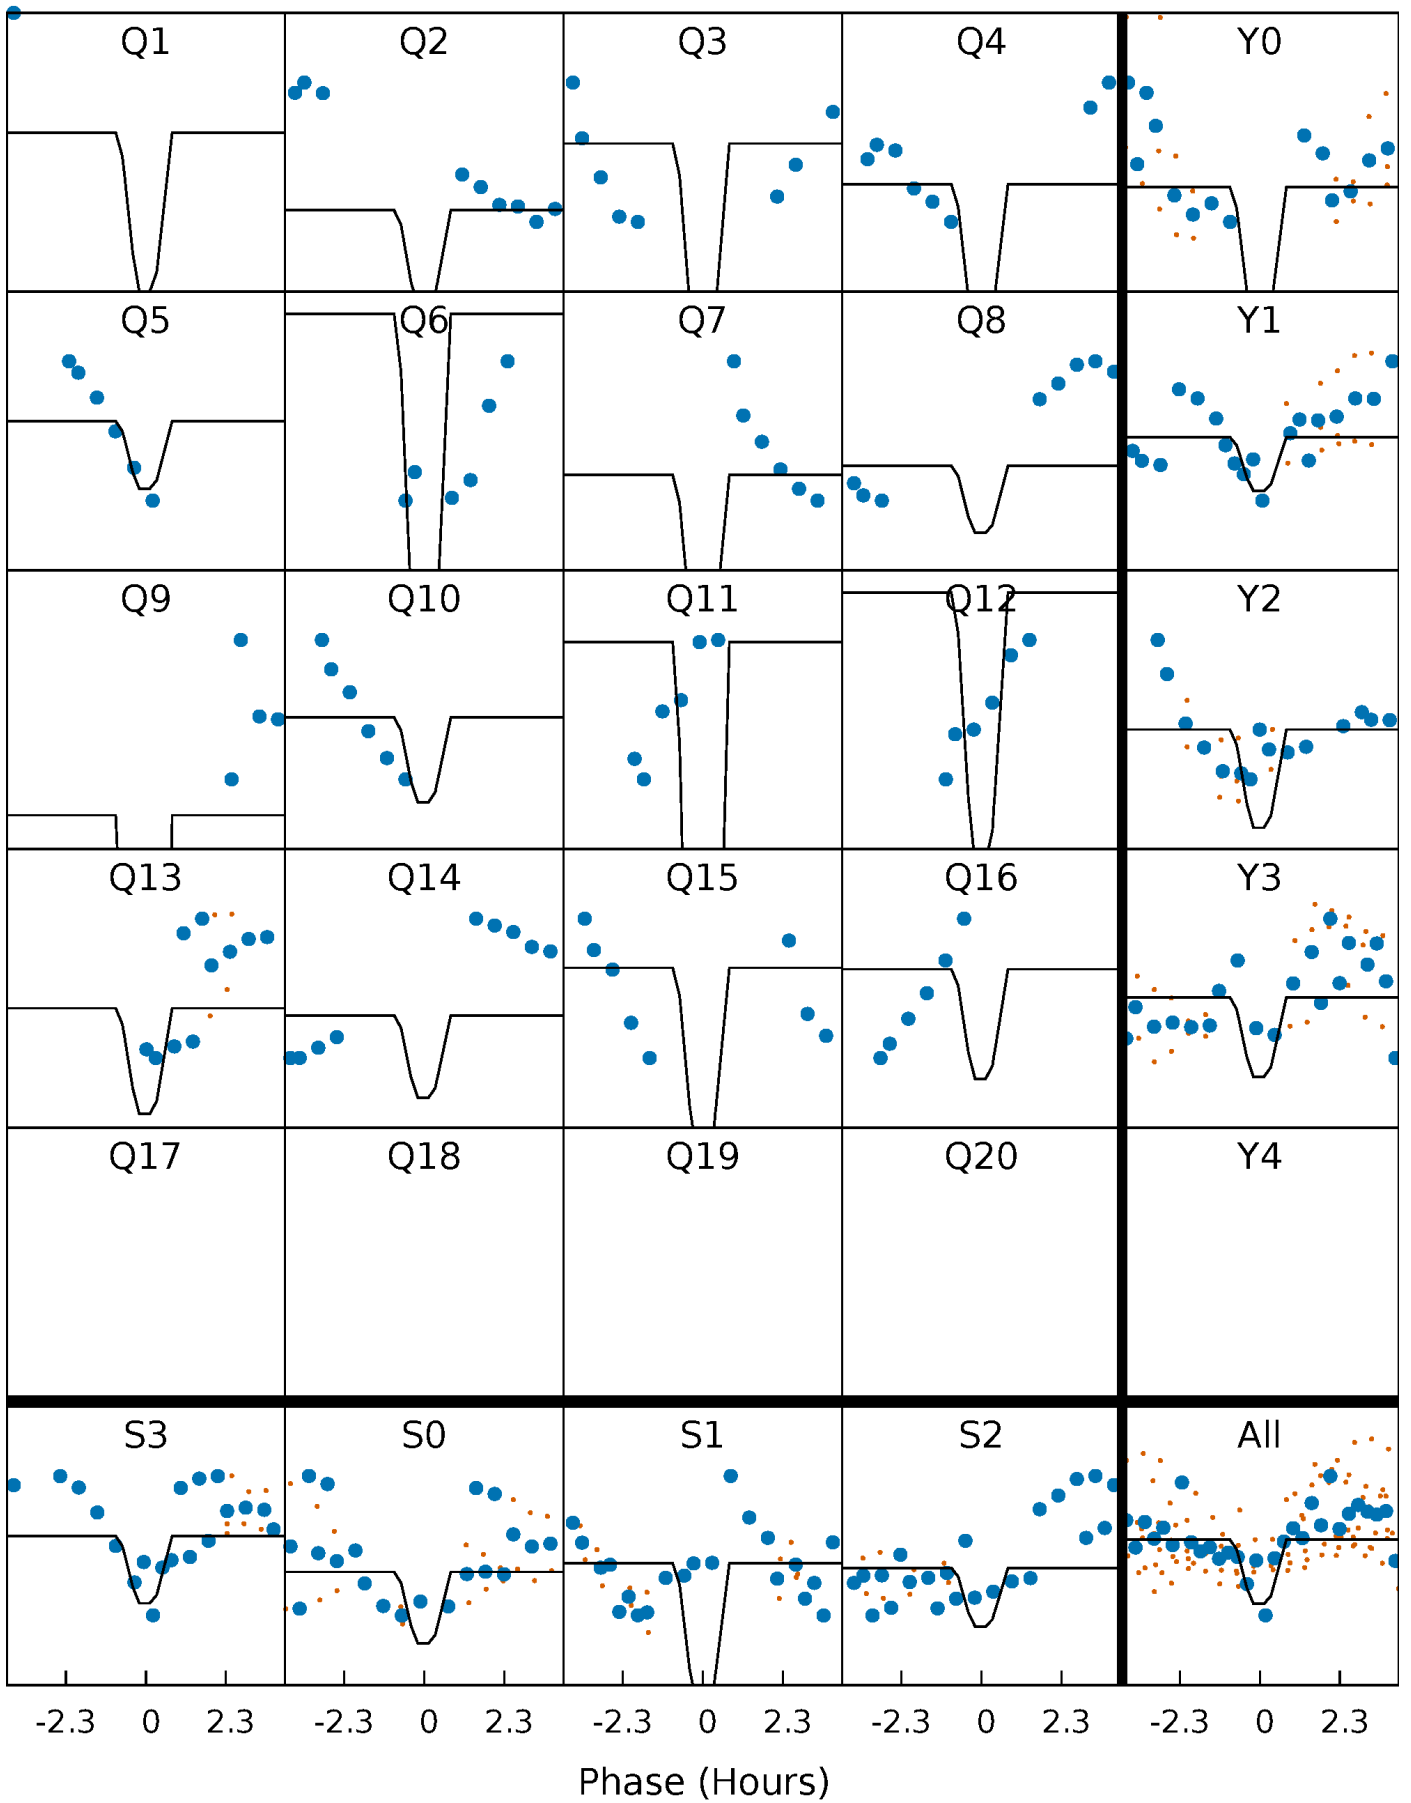 Q1 Q2 Q3 Q4 Y0
Q5 Q6 Q7 Q8 Y1
Q9 Q10 Q11 Q12 Y2
Q13 Q14 Q15 Q16 Y3
Q17 Q18 Q19 Q20 Y4
S3 S0 S1 S2 All
-2.3 0 2.3 -2.3 0 2.3 -2.3 0 2.3 -2.3 0 2.3 -2.3 0 2.3
Phase (Hours)